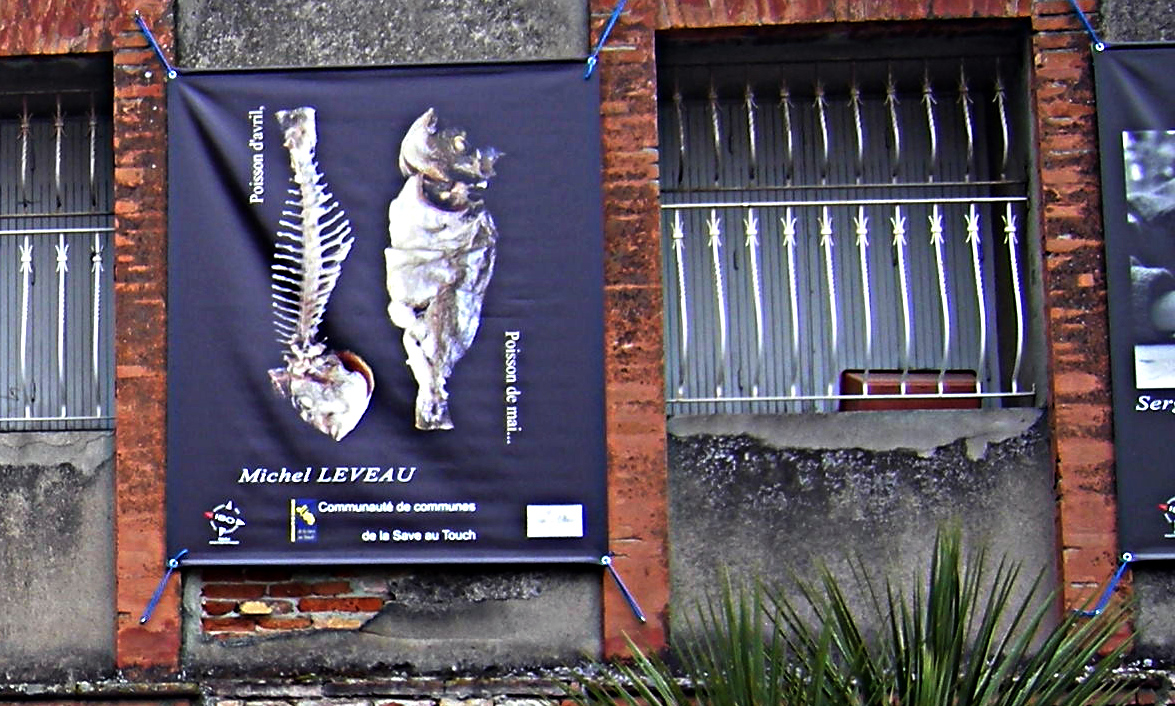 Poisson d'avril,
Poisson de mai...
Michel LEVEAU
Communauté de communes
de la Save au Touch